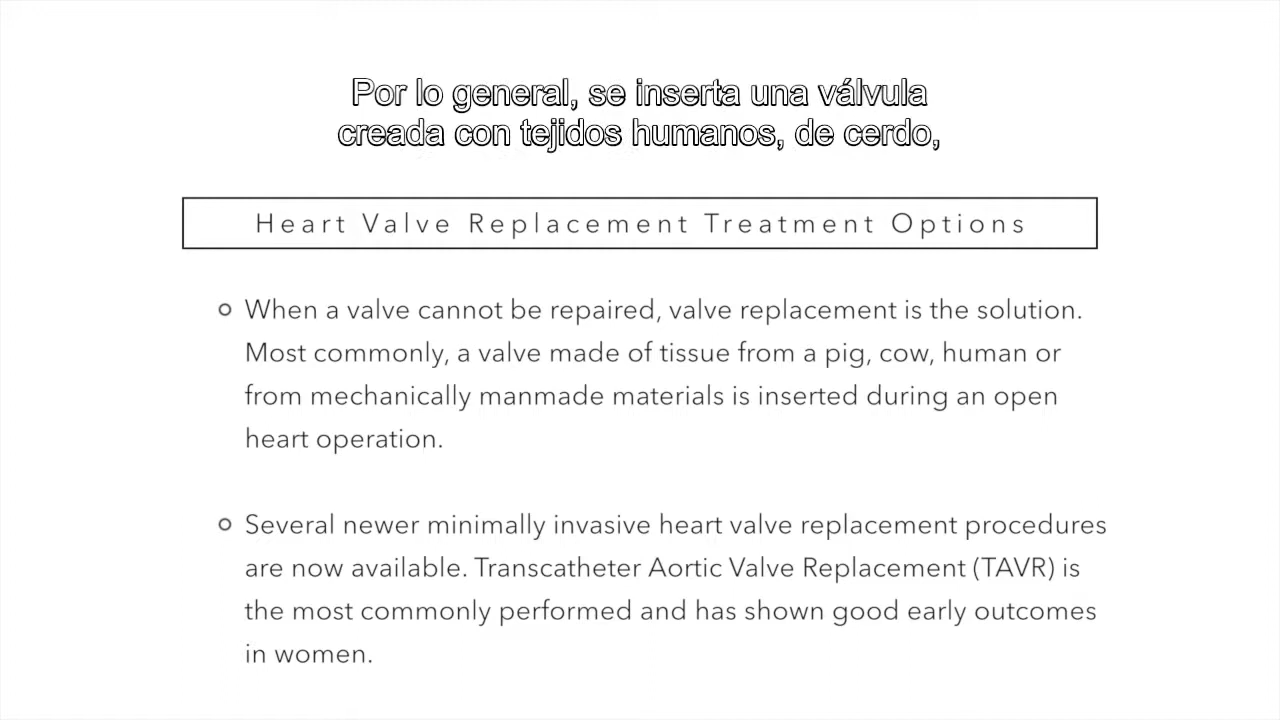 Por lo general, se inserta una válvula
creada con tejidos humanos, de cerdo,
Heart Valve Replacement Treatment Options
When a valve cannot be repaired, valve replacement is the solution.
Most commonly, a valve made of tissue from a pig, cow, human or
from mechanically manmade materials is inserted during an open
heart operation.
Several newer minimally invasive heart valve replacement procedures
are now available. Transcatheter Aortic Valve Replacement (TAVR) is
the most commonly performed and has shown good early outcomes
in women.